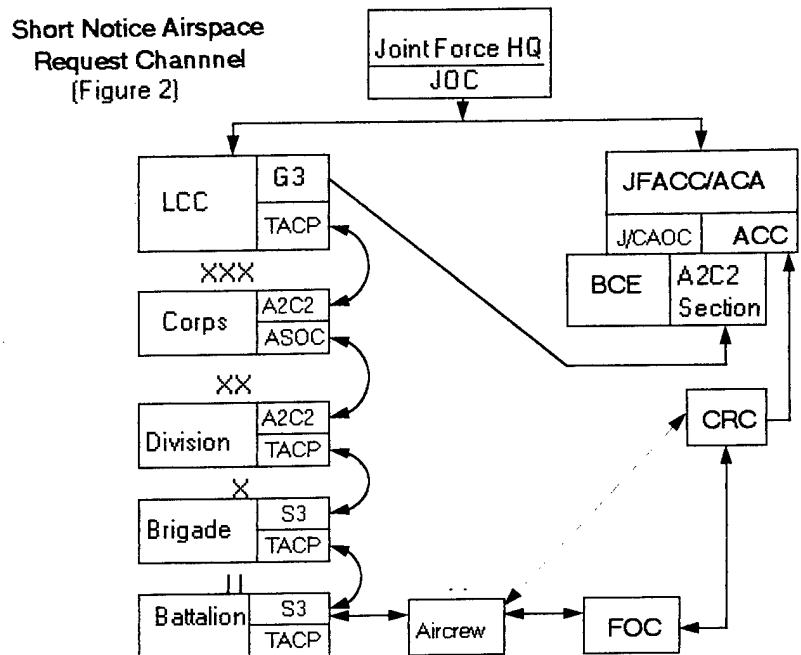 Short Notice Airspace
Request Channnel
(Figure 2)
Joint Force HQ
JOC
LCC
G3
TACP
JFACC/ACA
J/CAOC
ACC
BCE
A2C2
Section
XXX
Corps
A2C2
ASOC
XX
Division
A2C2
TACP
CRC
X
Brigade
S3
TACP
II
Battalion
S3
TACP
Aircrew
FOC